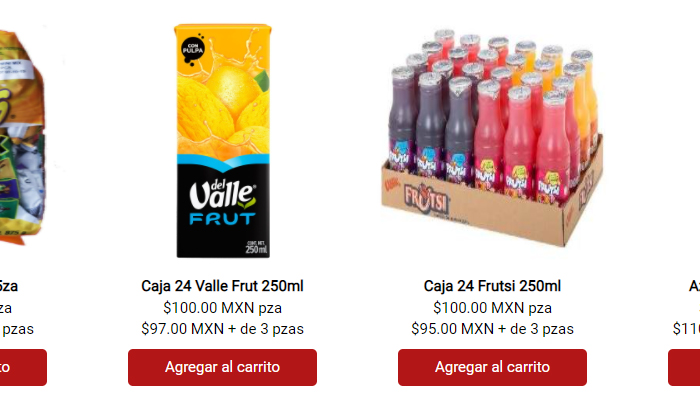 CON
PULPA
del
Valle
FRUT
CONT. NET.
250ml
FRUTSI
5za
Caja 24 Valle Frut 250ml
Caja 24 Frutsi 250ml
A
za
$100.00 MXN pza
$100.00 MXN pza
pzas
$97.00 MXN + de 3 pzas
$95.00 MXN + de 3 pzas
$110
to
Agregar al carrito
Agregar al carrito